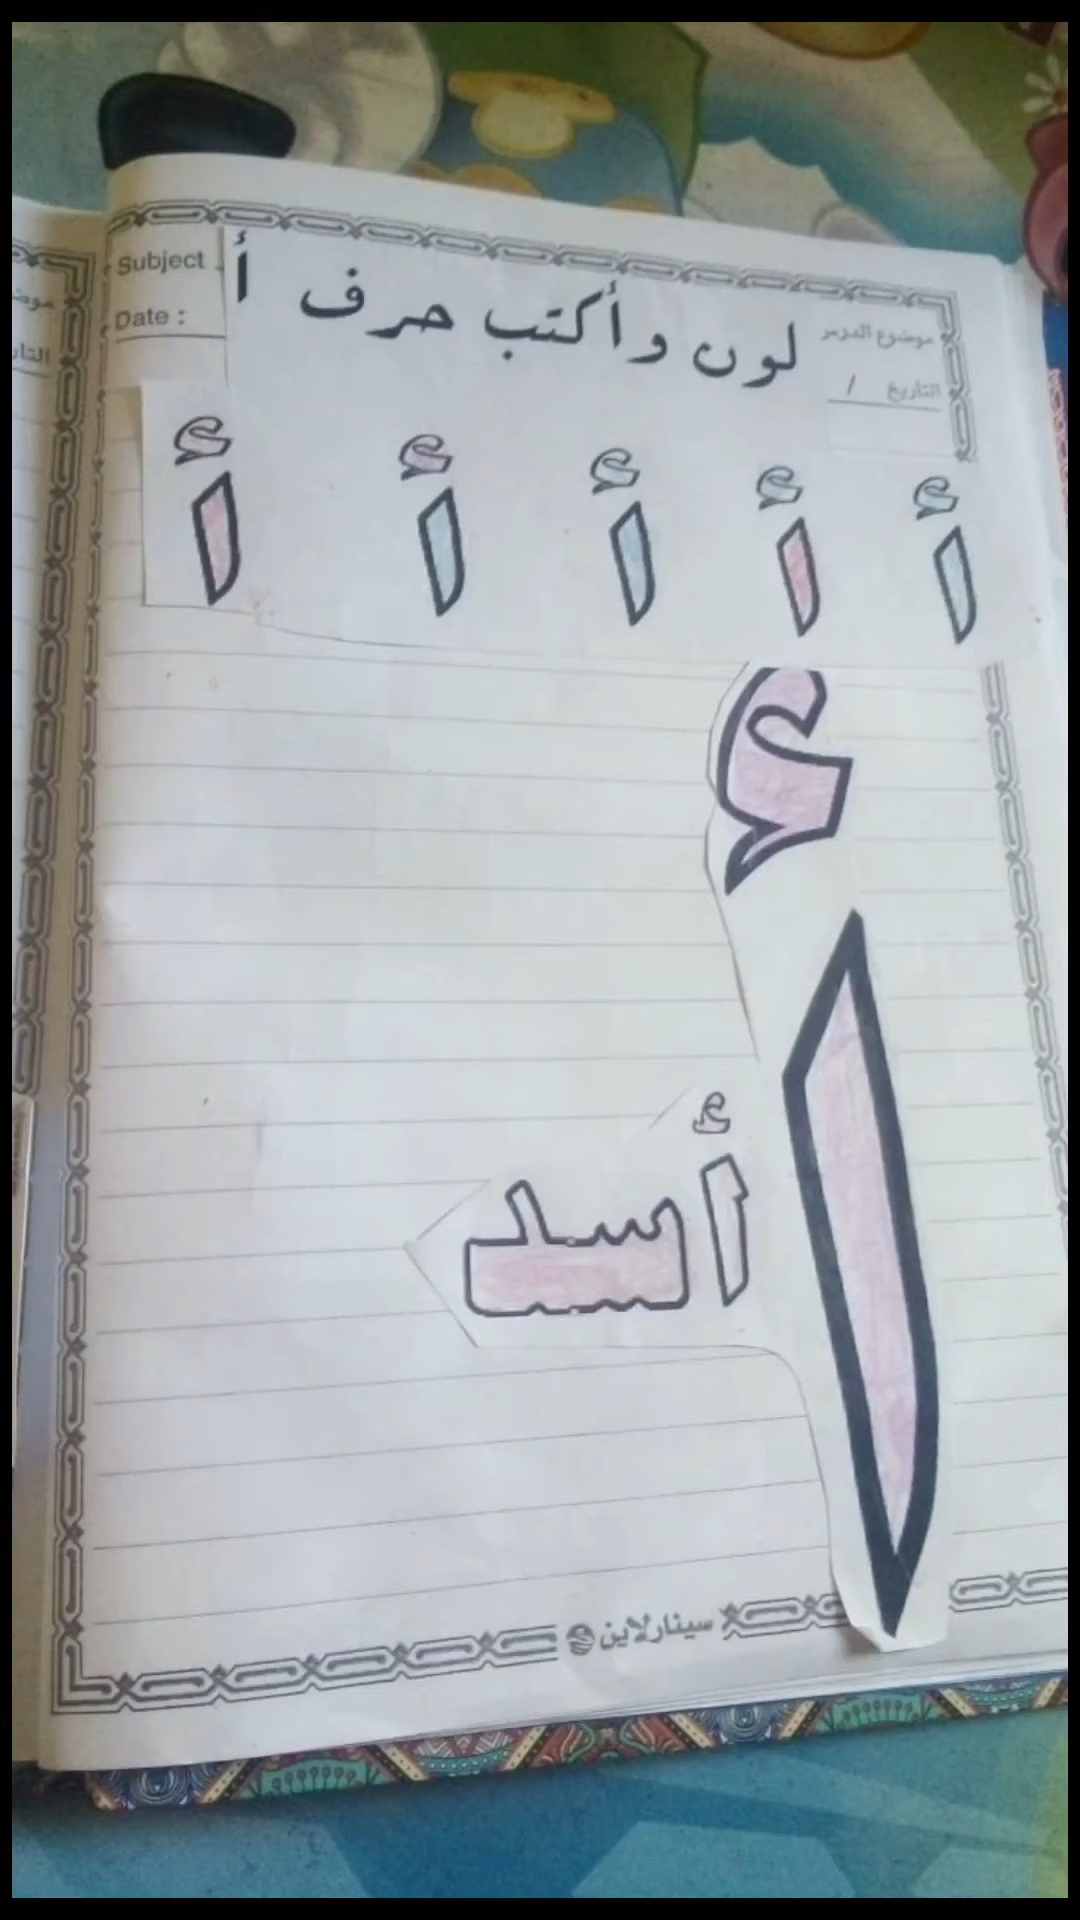 Subject
موضوع الدرس
Date :
التاريخ /
لون وأكتب حرف أ
أ أ أ أ أ
أ
أسد
سينارلاين